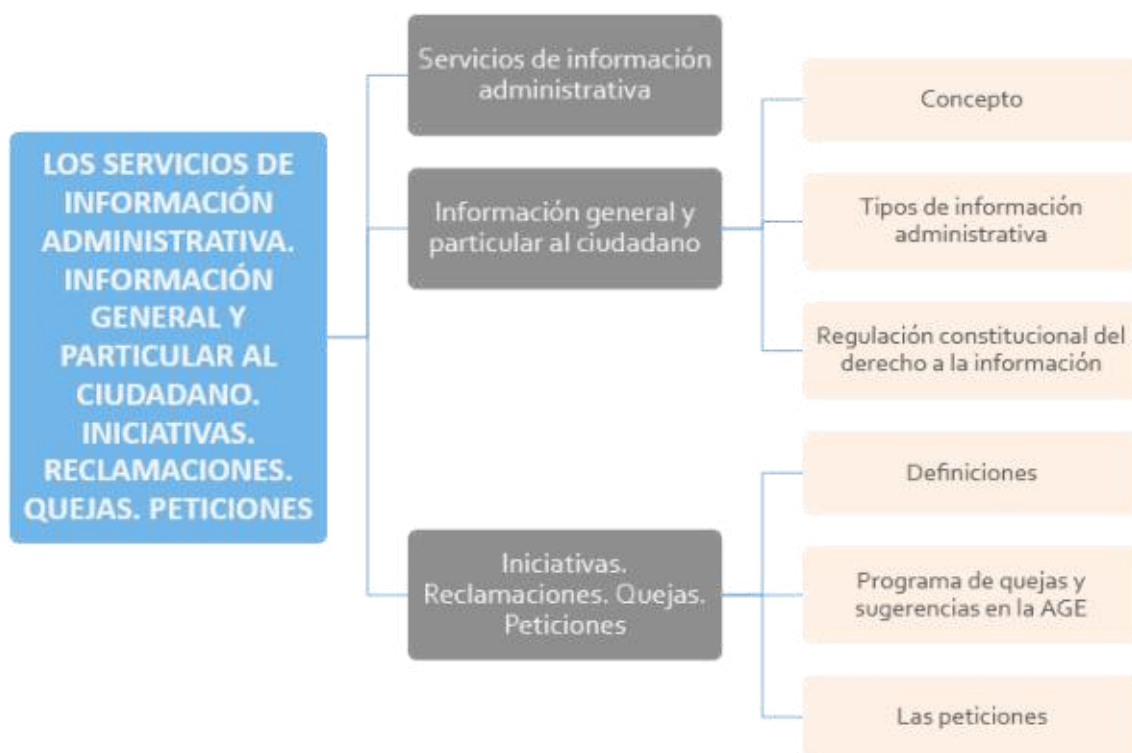 LOS SERVICIOS DE
INFORMACIÓN
ADMINISTRATIVA.
INFORMACIÓN
GENERAL Y
PARTICULAR AL
CIUDADANO.
INICIATIVAS.
RECLAMACIONES.
QUEJAS. PETICIONES
Servicios de información
administrativa
Información general y
particular al ciudadano
Concepto
Tipos de información
administrativa
Regulación constitucional del
derecho a la información
Iniciativas.
Reclamaciones. Quejas.
Peticiones
Definiciones
Programa de quejas y
sugerencias en la AGE
Las peticiones